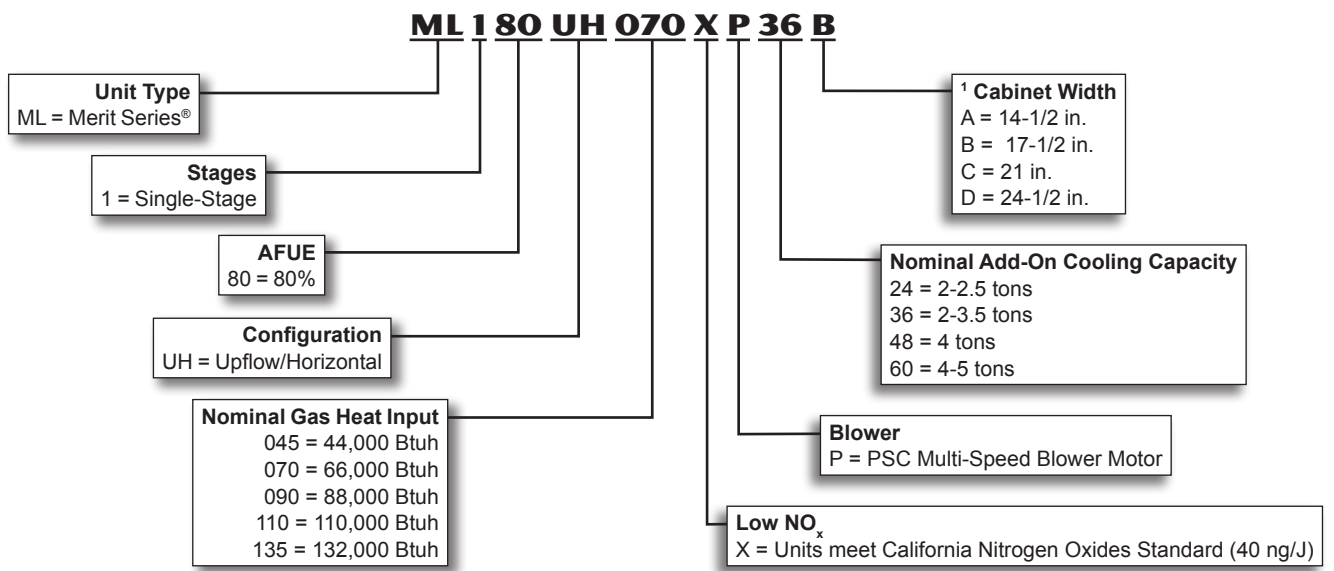 ML 1 80 UH 070 X P 36 B
Unit Type
ML = Merit Series®
Stages
1 = Single-Stage
AFUE
80 = 80%
Configuration
UH = Upflow/Horizontal
Nominal Gas Heat Input
045 = 44,000 Btuh
070 = 66,000 Btuh
090 = 88,000 Btuh
110 = 110,000 Btuh
135 = 132,000 Btuh
1 Cabinet Width
A = 14-1/2 in.
B = 17-1/2 in.
C = 21 in.
D = 24-1/2 in.
Nominal Add-On Cooling Capacity
24 = 2-2.5 tons
36 = 2-3.5 tons
48 = 4 tons
60 = 4-5 tons
Blower
P = PSC Multi-Speed Blower Motor
Low NOx
X = Units meet California Nitrogen Oxides Standard (40 ng/J)